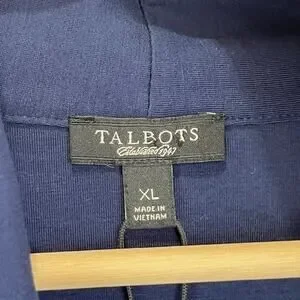 TALBOTS
Established 1947
XL
MADE IN
VIETNAM